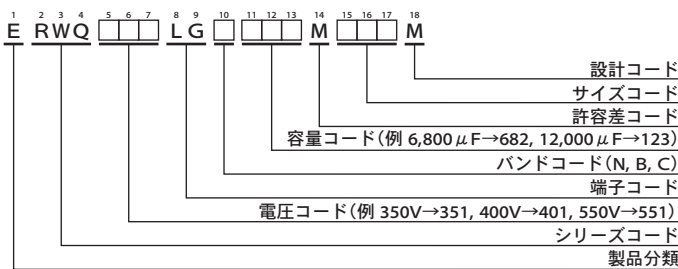 1 2 3 4 5 6 7 8 9 10 11 12 13 14 15 16 17 18
E RWQ □□□ LG □ □□□ M □□□ M
設計コード
サイズコード
許容差コード
容量コード(例 6,800μF→682, 12,000μF→123)
バンドコード(N, B, C)
端子コード
電圧コード(例 350V→351, 400V→401, 550V→551)
シリーズコード
製品分類